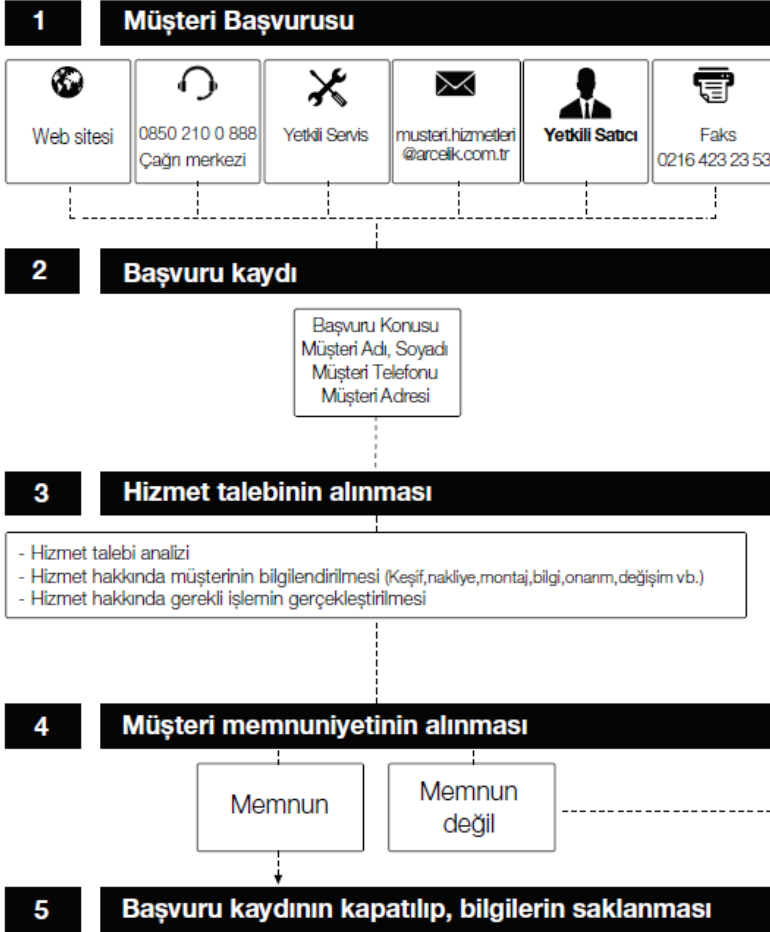 1 Müşteri Başvurusu
Web sitesi
0850 210 0 888
Çağrı merkezi
Yetkili Servis
musteri.hizmetleri
@arcelik.com.tr
Yetkili Satıcı
Faks
0216 423 23 53
2 Başvuru kaydı
Başvuru Konusu
Müşteri Adı, Soyadı
Müşteri Telefonu
Müşteri Adresi
3 Hizmet talebinin alınması
- Hizmet talebi analizi
- Hizmet hakkında müşterinin bilgilendirilmesi (Keşif,nakliye,montaj,bilgi,onarım,değişim vb.)
- Hizmet hakkında gerekli işlemin gerçekleştirilmesi
4 Müşteri memnuniyetinin alınması
Memnun
Memnun
değil
5 Başvuru kaydının kapatılıp, bilgilerin saklanması